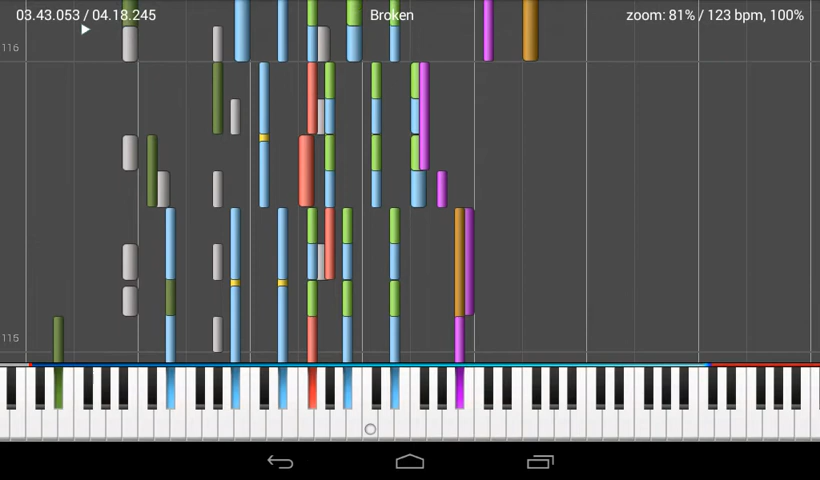 03.43.053 / 04.18.245
Broken
zoom: 81% / 123 bpm, 100%
116
115